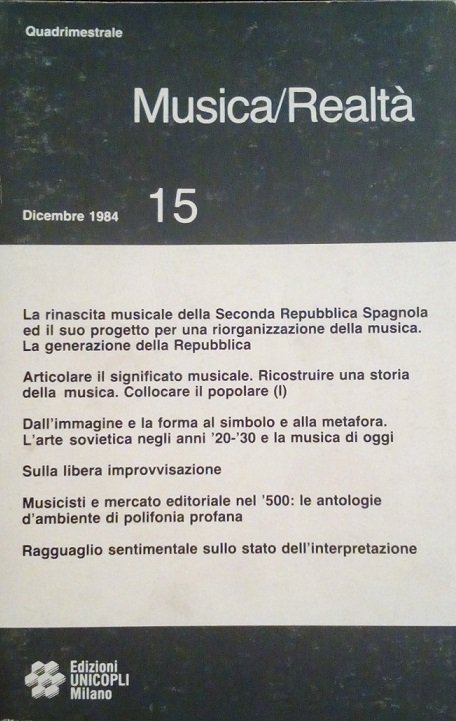 Quadrimestrale
Musica/Realtà
Dicembre 1984 15
La rinascita musicale della Seconda Repubblica Spagnola
ed il suo progetto per una riorganizzazione della musica.
La generazione della Repubblica
Articolare il significato musicale. Ricostruire una storia
della musica. Collocare il popolare (I)
Dall'immagine e la forma al simbolo e alla metafora.
L'arte sovietica negli anni '20-'30 e la musica di oggi
Sulla libera improvvisazione
Musicisti e mercato editoriale nel '500: le antologie
d'ambiente di polifonia profana
Ragguaglio sentimentale sullo stato dell'interpretazione
Edizioni
UNICOPLI
Milano